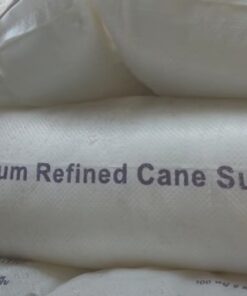 um Refined Cane Su